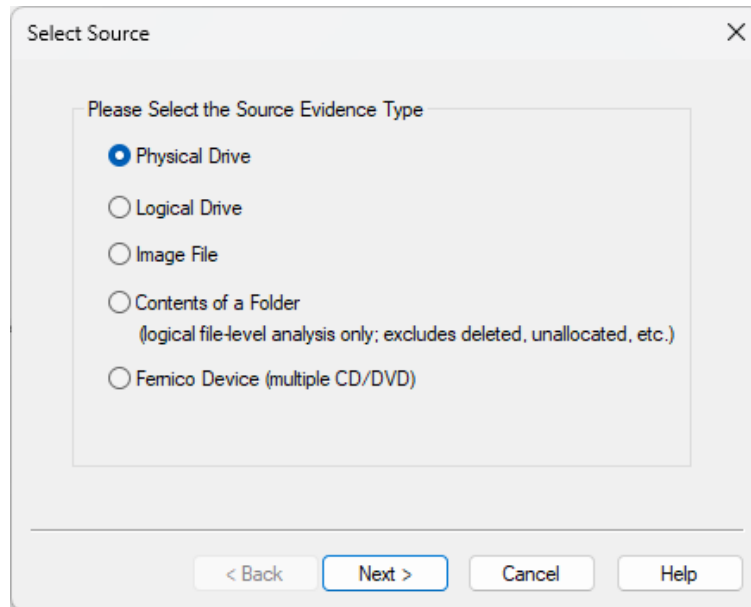 Select Source
Please Select the Source Evidence Type
Physical Drive
Logical Drive
Image File
Contents of a Folder
(logical file-level analysis only; excludes deleted, unallocated, etc.)
Fernico Device (multiple CD/DVD)
< Back Next > Cancel Help